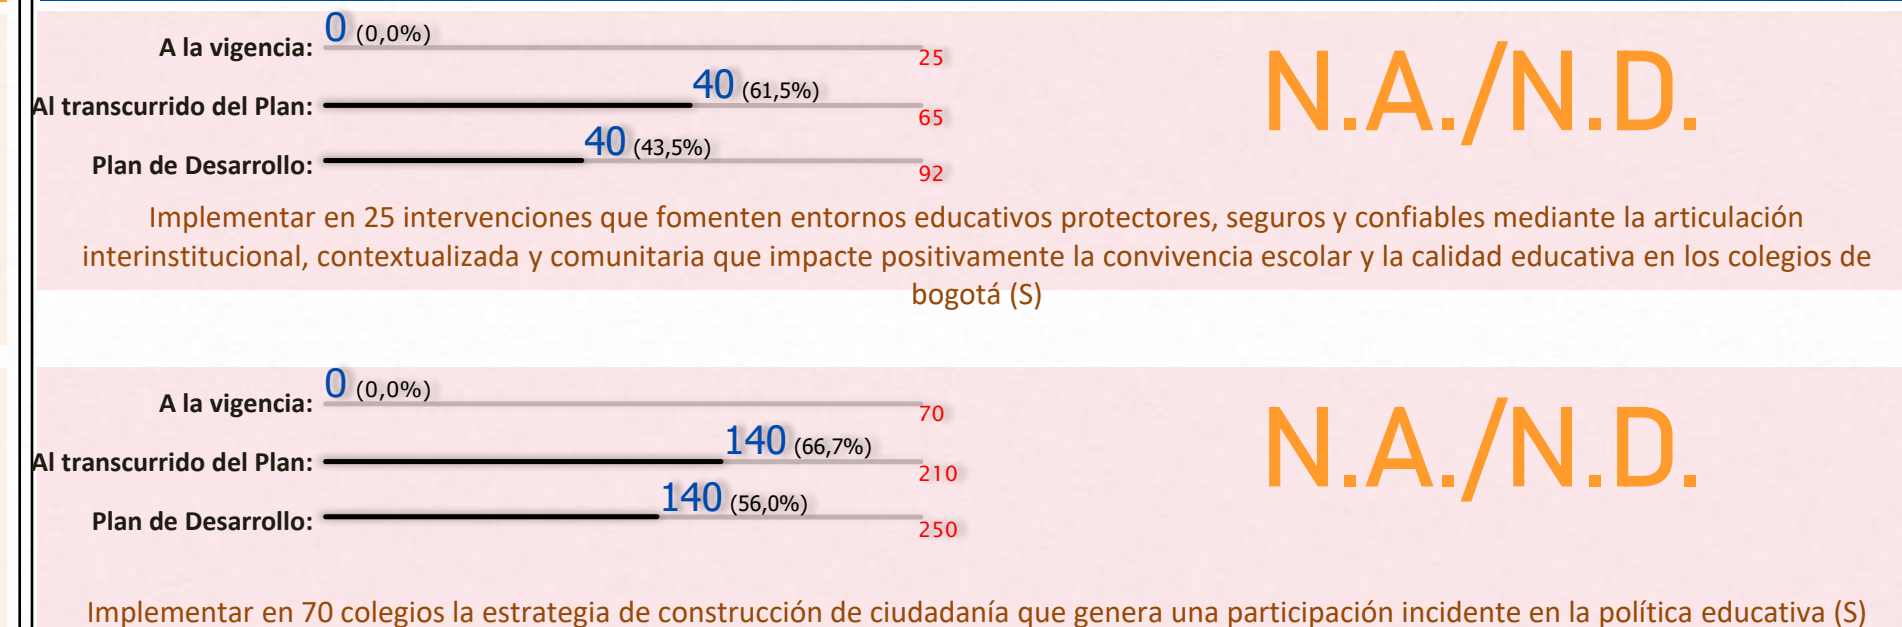 A la vigencia: 0 (0,0%) 25
Al transcurrido del Plan: 40 (61,5%) 65
Plan de Desarrollo: 40 (43,5%) 92
N.A./N.D.
Implementar en 25 intervenciones que fomenten entornos educativos protectores, seguros y confiables mediante la articulación
interinstitucional, contextualizada y comunitaria que impacte positivamente la convivencia escolar y la calidad educativa en los colegios de
bogotá (S)
A la vigencia: 0 (0,0%) 70
Al transcurrido del Plan: 140 (66,7%) 210
Plan de Desarrollo: 140 (56,0%) 250
N.A./N.D.
Implementar en 70 colegios la estrategia de construcción de ciudadanía que genera una participación incidente en la política educativa (S)